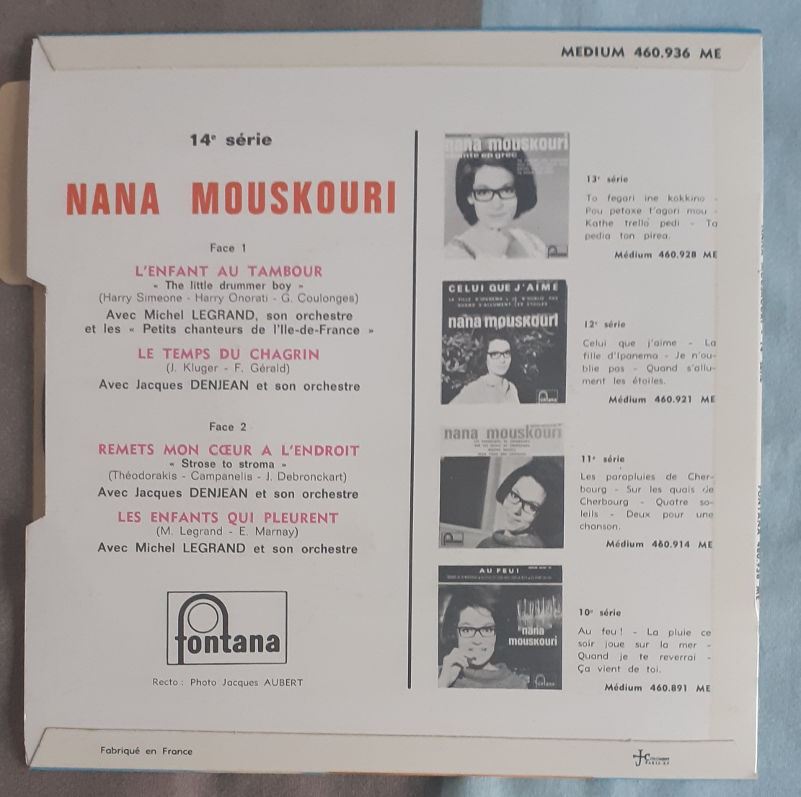 MEDIUM 460.936 ME
14e série
NANA MOUSKOURI
Face 1
L'ENFANT AU TAMBOUR
« The little drummer boy »
(Harry Simeone - Harry Onorati - G. Coulonges)
Avec Michel LEGRAND, son orchestre
et les « Petits chanteurs de l'Ile-de-France »
LE TEMPS DU CHAGRIN
(J. Kluger - F. Gérald)
Avec Jacques DENJEAN et son orchestre
Face 2
REMETS MON CŒUR A L'ENDROIT
« Strose to stroma »
(Théodorakis - Campanelis - J. Debronckart)
Avec Jacques DENJEAN et son orchestre
LES ENFANTS QUI PLEURENT
(M. Legrand - E. Marnay)
Avec Michel LEGRAND et son orchestre
fontana
Recto : Photo Jacques AUBERT
Fabriqué en France
nana mouskouri
chante en grec
13e série
To fegari ine kokkino -
Pou petaxe t'agori mou -
Kathe trello pedi - Ta
pedia ton pirea.
Médium 460.928 ME
CELUI QUE J'AIME
nana mouskouri
fontana
12e série
Celui que j'aime - La
fille d'Ipanema - Je n'ou-
blie pas - Quand s'allu-
ment les étoiles.
Médium 460.921 ME
nana mouskouri
11e série
Les parapluies de Cher-
bourg - Sur les quais de
Cherbourg - Quatre so-
leils - Deux pour une
chanson.
Médium 460.914 ME
AU FEU!
nana
mouskouri
10e série
Au feu ! - La pluie ce
soir joue sur la mer -
Quand je te reverrai -
Ça vient de toi.
Médium 460.891 ME